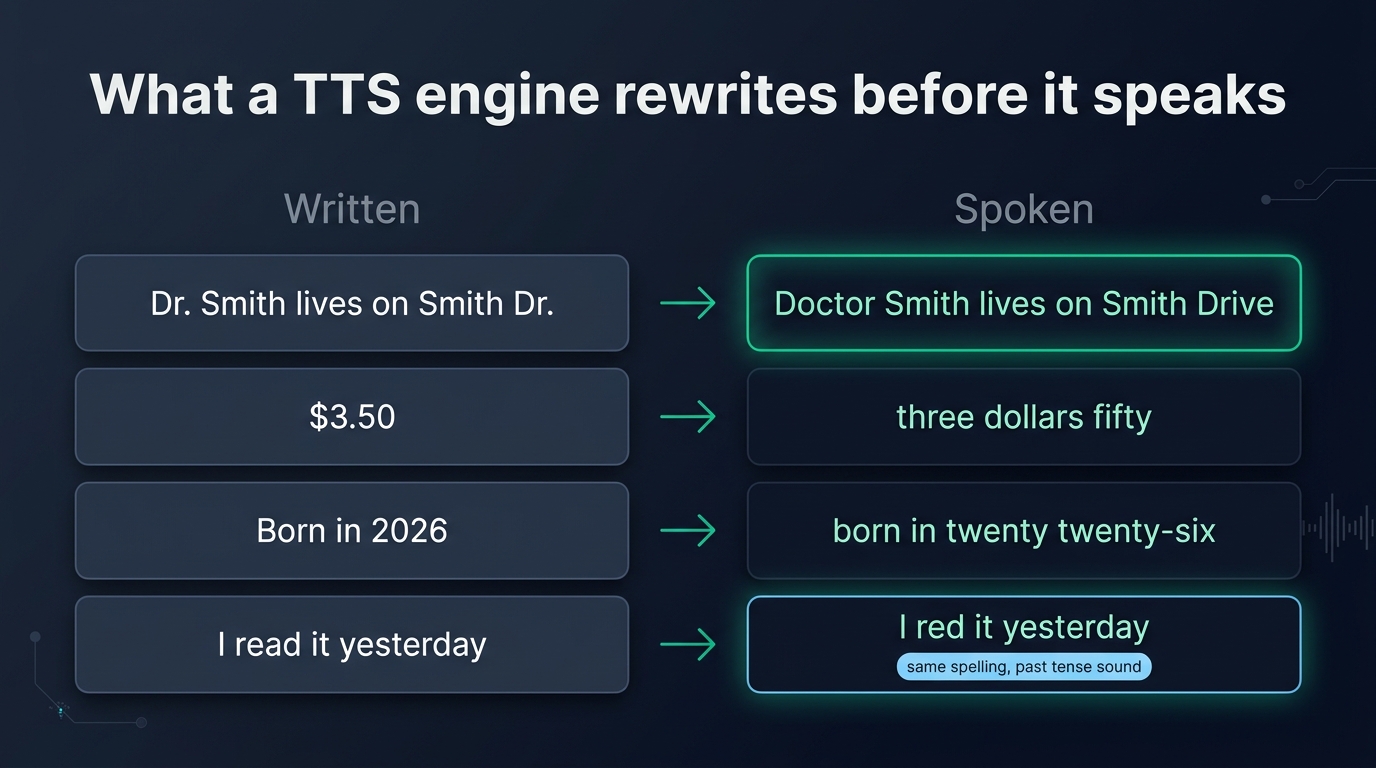 What a TTS engine rewrites before it speaks
Written
Spoken
Dr. Smith lives on Smith Dr.
Doctor Smith lives on Smith Drive
$3.50
three dollars fifty
Born in 2026
born in twenty twenty-six
I read it yesterday
I red it yesterday
same spelling, past tense sound